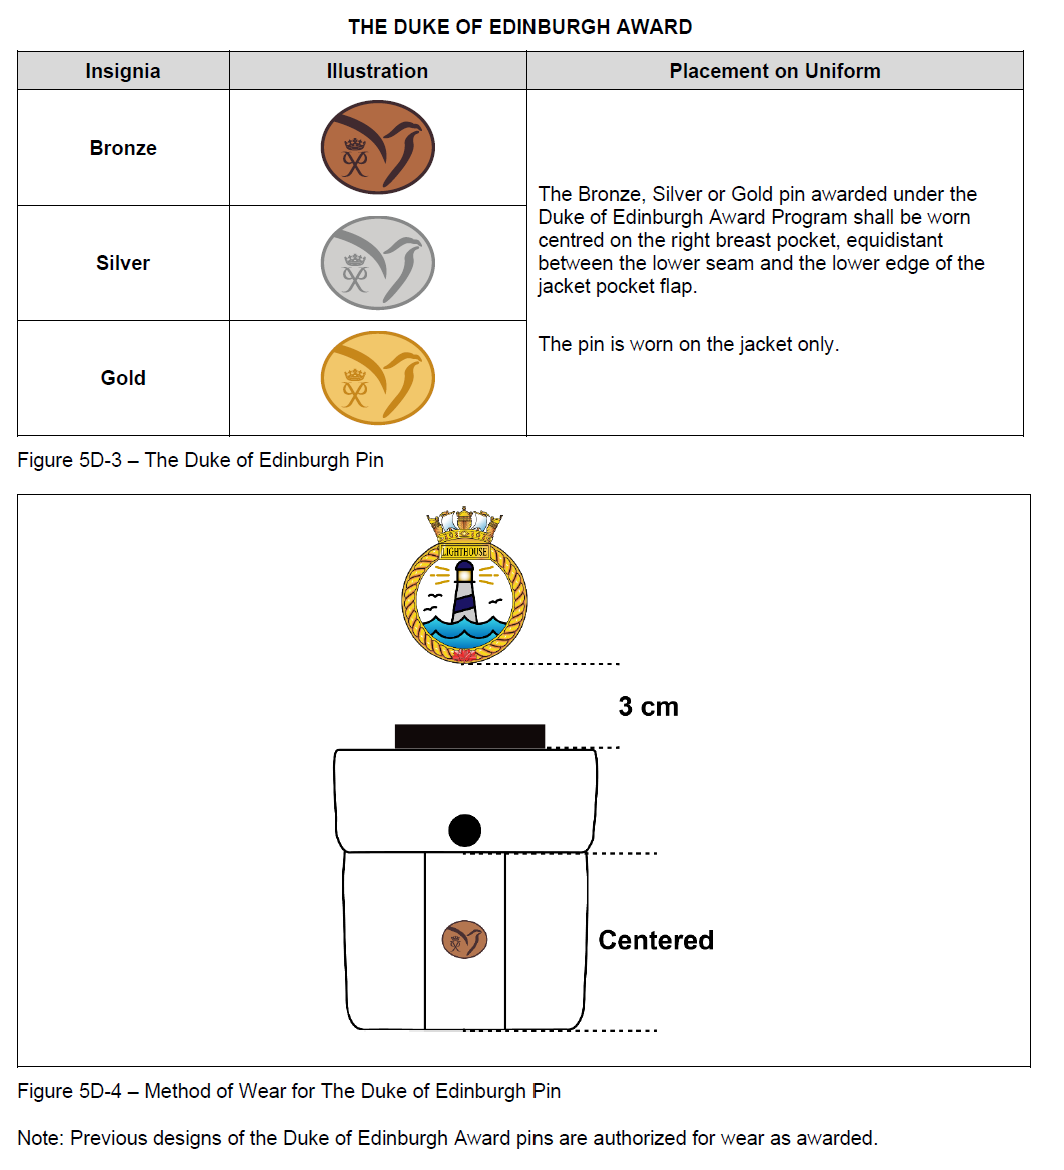 THE DUKE OF EDINBURGH AWARD
Insignia
Illustration
Placement on Uniform
Bronze
Silver
Gold
The Bronze, Silver or Gold pin awarded under the
Duke of Edinburgh Award Program shall be worn
centred on the right breast pocket, equidistant
between the lower seam and the lower edge of the
jacket pocket flap.
The pin is worn on the jacket only.
Figure 5D-3 – The Duke of Edinburgh Pin
LIGHTHOUSE
3 cm
Centered
Figure 5D-4 – Method of Wear for The Duke of Edinburgh Pin
Note: Previous designs of the Duke of Edinburgh Award pins are authorized for wear as awarded.